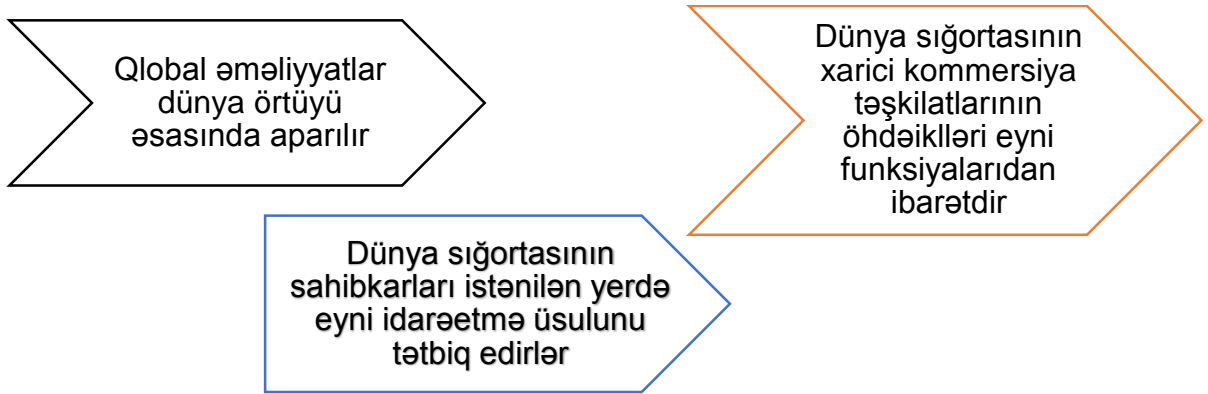 Qlobal əməliyyatlar
dünya örtüyü
əsasında aparılır
Dünya sığortasının
xarici kommersiya
təşkilatlarının
öhdəiklləri eyni
funksiyalarıdan
ibarətdir
Dünya sığortasının
sahibkarları istənilən yerdə
eyni idarəetmə üsulunu
tətbiq edirlər